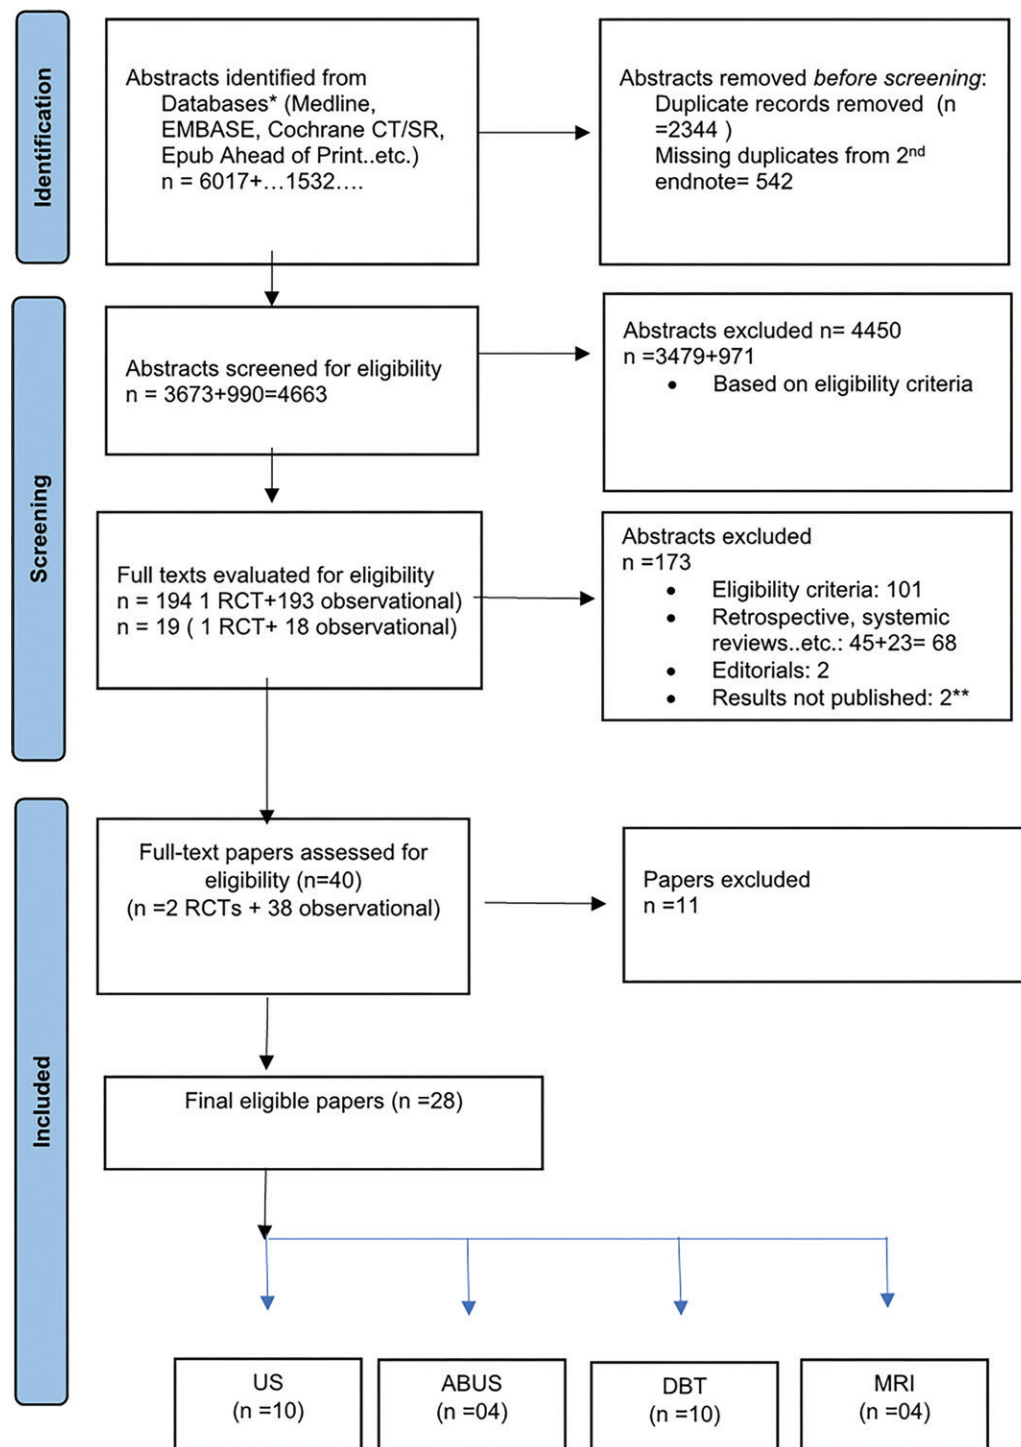 Identification
Abstracts identified from
Databases* (Medline,
EMBASE, Cochrane CT/SR,
Epub Ahead of Print..etc.)
n = 6017+…1532….
Abstracts removed before screening:
Duplicate records removed (n
=2344 )
Missing duplicates from 2nd
endnote= 542
Screening
Abstracts screened for eligibility
n = 3673+990=4663
Abstracts excluded n= 4450
n =3479+971
• Based on eligibility criteria
Full texts evaluated for eligibility
n = 194 1 RCT+193 observational)
n = 19 ( 1 RCT+ 18 observational)
Abstracts excluded
n =173
• Eligibility criteria: 101
• Retrospective, systemic
reviews..etc.: 45+23= 68
• Editorials: 2
• Results not published: 2**
Included
Full-text papers assessed for
eligibility (n=40)
(n =2 RCTs + 38 observational)
Papers excluded
n =11
Final eligible papers (n =28)
US
(n =10)
ABUS
(n =04)
DBT
(n =10)
MRI
(n =04)